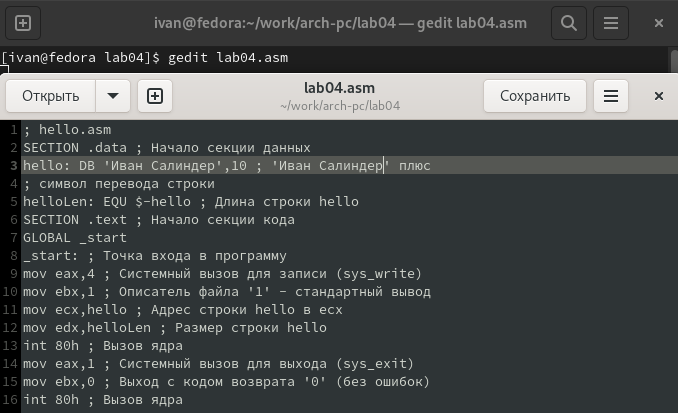 ivan@fedora:~/work/arch-pc/lab04 — gedit lab04.asm
[ivan@fedora lab04]$ gedit lab04.asm
Открыть
lab04.asm
~/work/arch-pc/lab04
Сохранить
1 ; hello.asm
2 SECTION .data ; Начало секции данных
3 hello: DB 'Иван Салиндер',10 ; 'Иван Салиндер' плюс
4 ; символ перевода строки
5 helloLen: EQU $-hello ; Длина строки hello
6 SECTION .text ; Начало секции кода
7 GLOBAL _start
8 _start: ; Точка входа в программу
9 mov eax,4 ; Системный вызов для записи (sys_write)
10 mov ebx,1 ; Описатель файла '1' - стандартный вывод
11 mov ecx,hello ; Адрес строки hello в ecx
12 mov edx,helloLen ; Размер строки hello
13 int 80h ; Вызов ядра
14 mov eax,1 ; Системный вызов для выхода (sys_exit)
15 mov ebx,0 ; Выход с кодом возврата '0' (без ошибок)
16 int 80h ; Вызов ядра